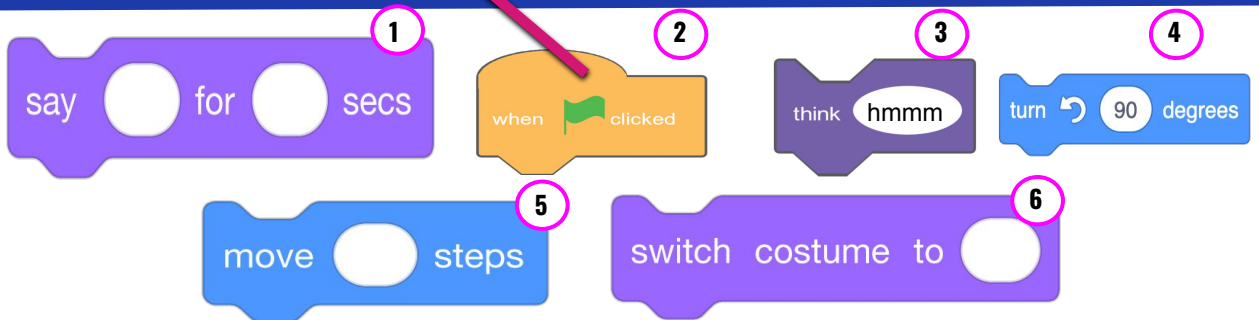 1
say for secs
2
when clicked
3
think hmmm
4
turn 90 degrees
5
move steps
6
switch costume to